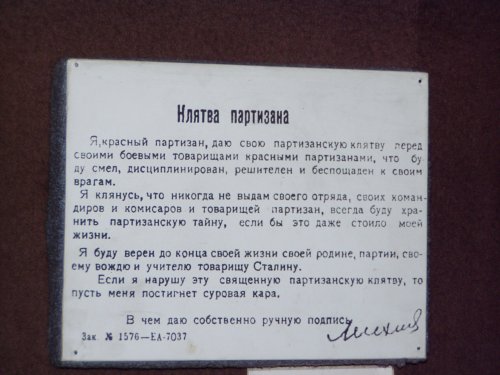 Клятва партизана
Я, красный партизан, даю свою партизанскую клятву перед
своими боевыми товарищами красными партизанами, что бу
ду смел, дисциплинирован, решителен и беспощаден к своим
врагам.
Я клянусь, что никогда не выдам своего отряда, своих коман-
диров и комисаров и товарищей партизан, всегда буду хра-
нить партизанскую тайну, если бы это даже стоило моей
жизни.
Я буду верен до конца своей жизни своей родине, партии, сво-
ему вождю и учителю товарищу Сталину.
Если я нарушу эту священную партизанскую клятву, то
пусть меня постигнет суровая кара.
В чем даю собственно ручную подпись
Зак. № 1576—ЕА-7037